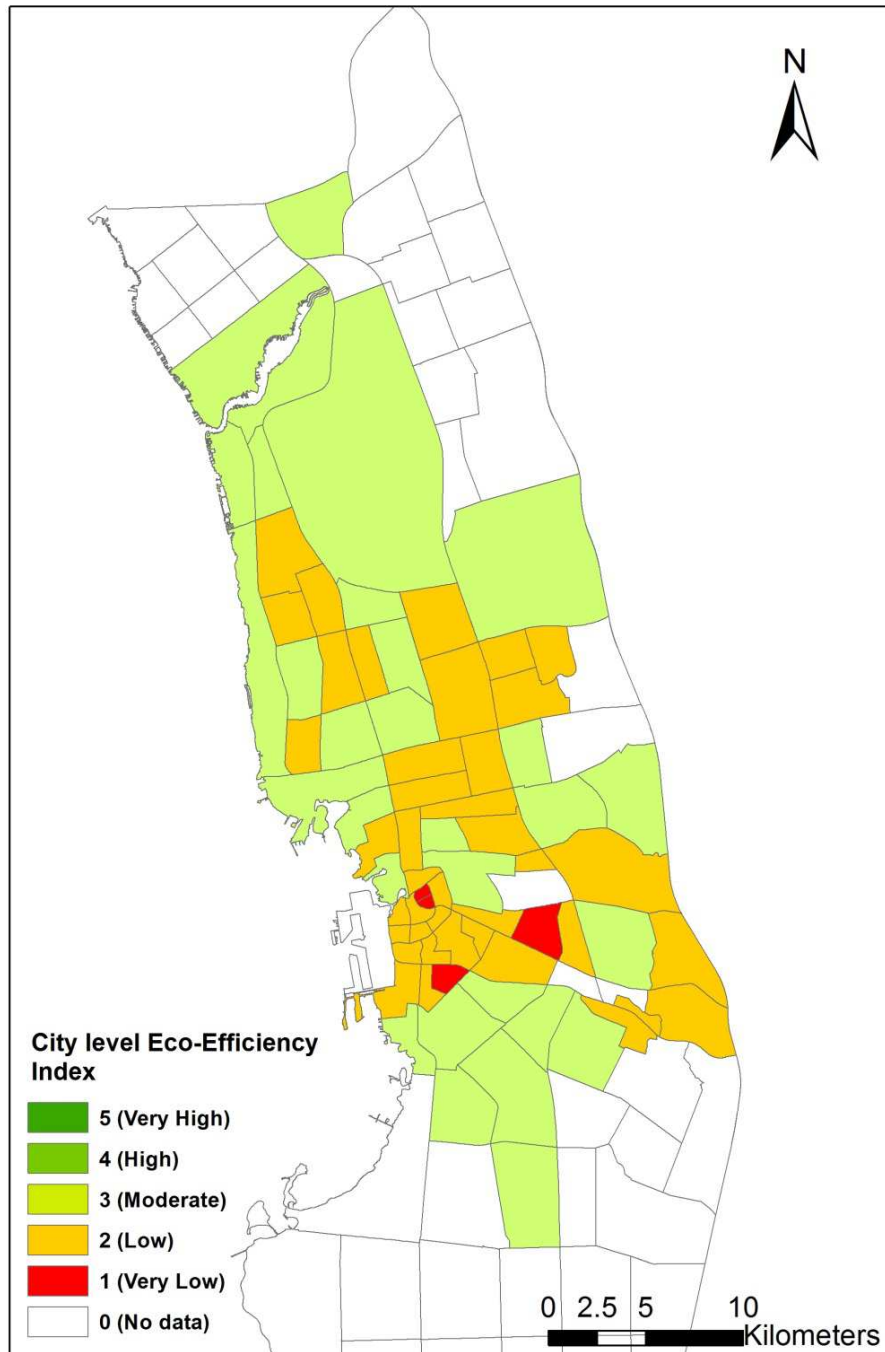 N
City level Eco-Efficiency
Index
5 (Very High)
4 (High)
3 (Moderate)
2 (Low)
1 (Very Low)
0 (No data)
0 2.5 5 10
Kilometers